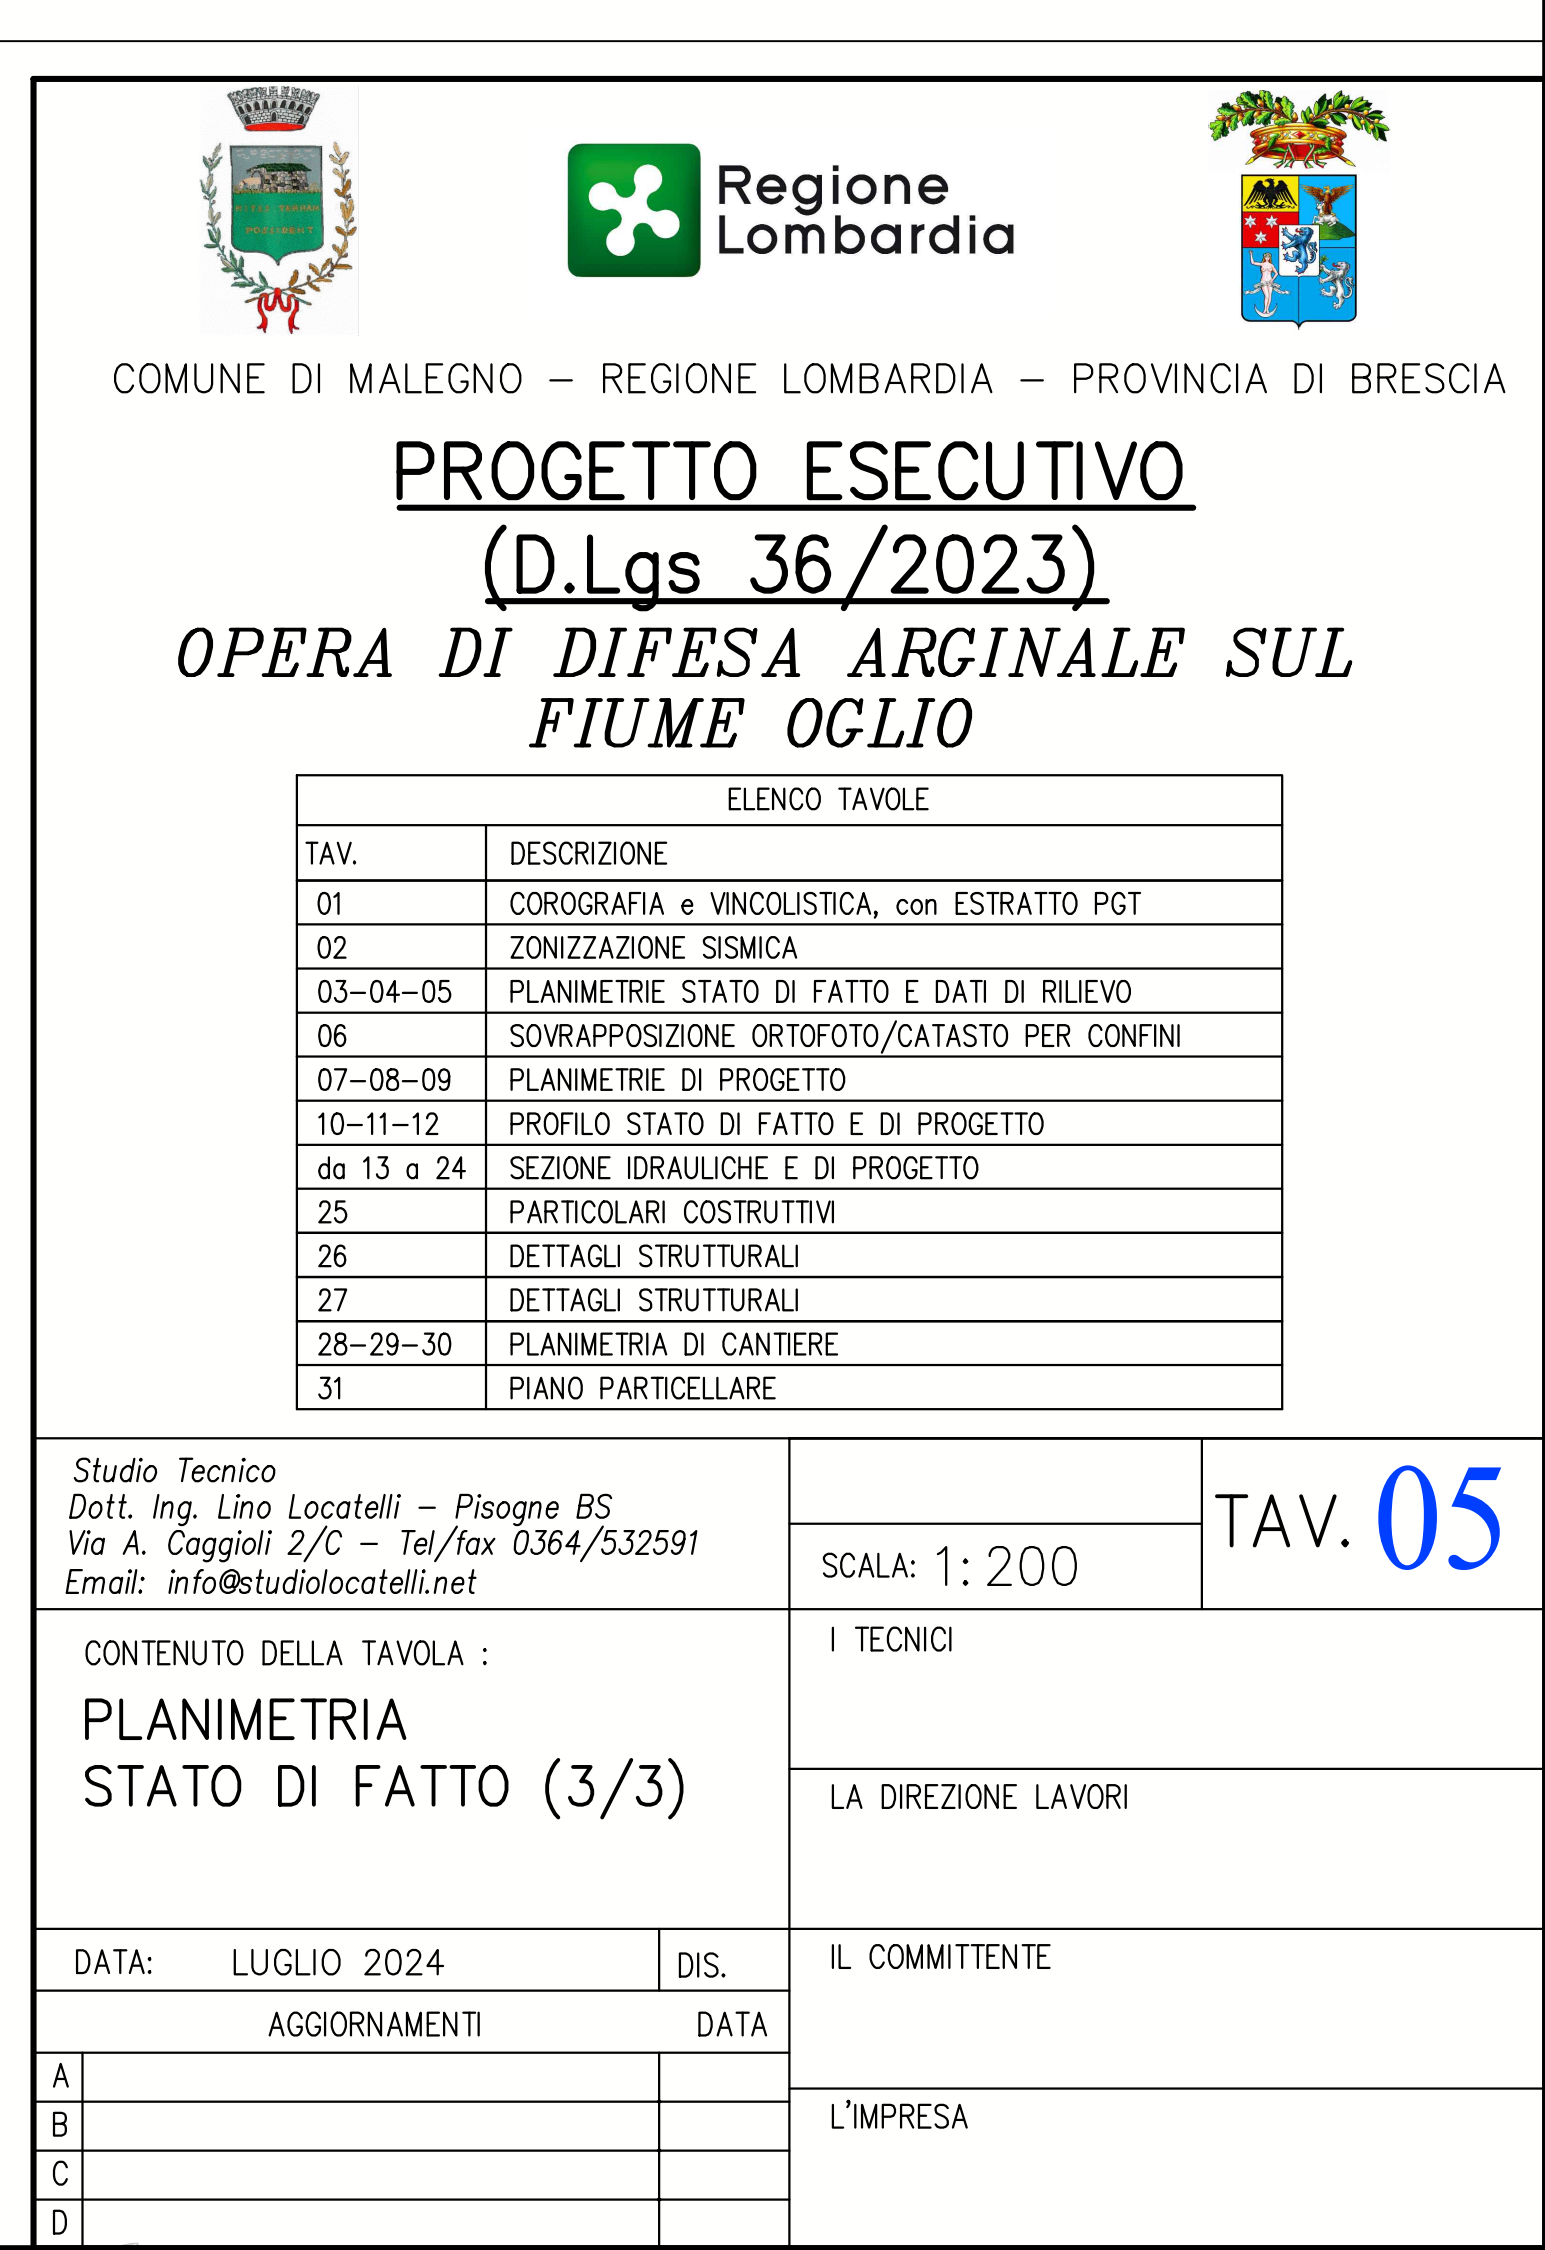 HITIS TERRAM
POSSIDENT
Regione
Lombardia
COMUNE DI MALEGNO – REGIONE LOMBARDIA – PROVINCIA DI BRESCIA
PROGETTO ESECUTIVO
(D.Lgs 36/2023)
OPERA DI DIFESA ARGINALE SUL
FIUME OGLIO
ELENCO TAVOLE
TAV. DESCRIZIONE
01 COROGRAFIA e VINCOLISTICA, con ESTRATTO PGT
02 ZONIZZAZIONE SISMICA
03–04–05 PLANIMETRIE STATO DI FATTO E DATI DI RILIEVO
06 SOVRAPPOSIZIONE ORTOFOTO/CATASTO PER CONFINI
07–08–09 PLANIMETRIE DI PROGETTO
10–11–12 PROFILO STATO DI FATTO E DI PROGETTO
da 13 a 24 SEZIONE IDRAULICHE E DI PROGETTO
25 PARTICOLARI COSTRUTTIVI
26 DETTAGLI STRUTTURALI
27 DETTAGLI STRUTTURALI
28–29–30 PLANIMETRIA DI CANTIERE
31 PIANO PARTICELLARE
Studio Tecnico
Dott. Ing. Lino Locatelli – Pisogne BS
Via A. Caggioli 2/C – Tel/fax 0364/532591
Email: info@studiolocatelli.net
SCALA: 1:200
TAV. 05
CONTENUTO DELLA TAVOLA :
PLANIMETRIA
STATO DI FATTO (3/3)
I TECNICI
LA DIREZIONE LAVORI
DATA: LUGLIO 2024 DIS.
IL COMMITTENTE
AGGIORNAMENTI DATA
A
B
C
D
L'IMPRESA